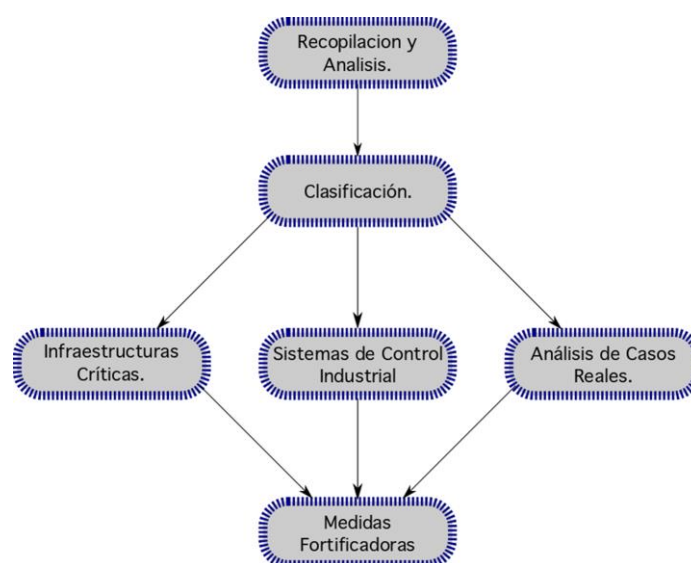 Recopilacion y
Analisis.
Clasificación.
Infraestructuras
Críticas.
Sistemas de Control
Industrial
Análisis de Casos
Reales.
Medidas
Fortificadoras